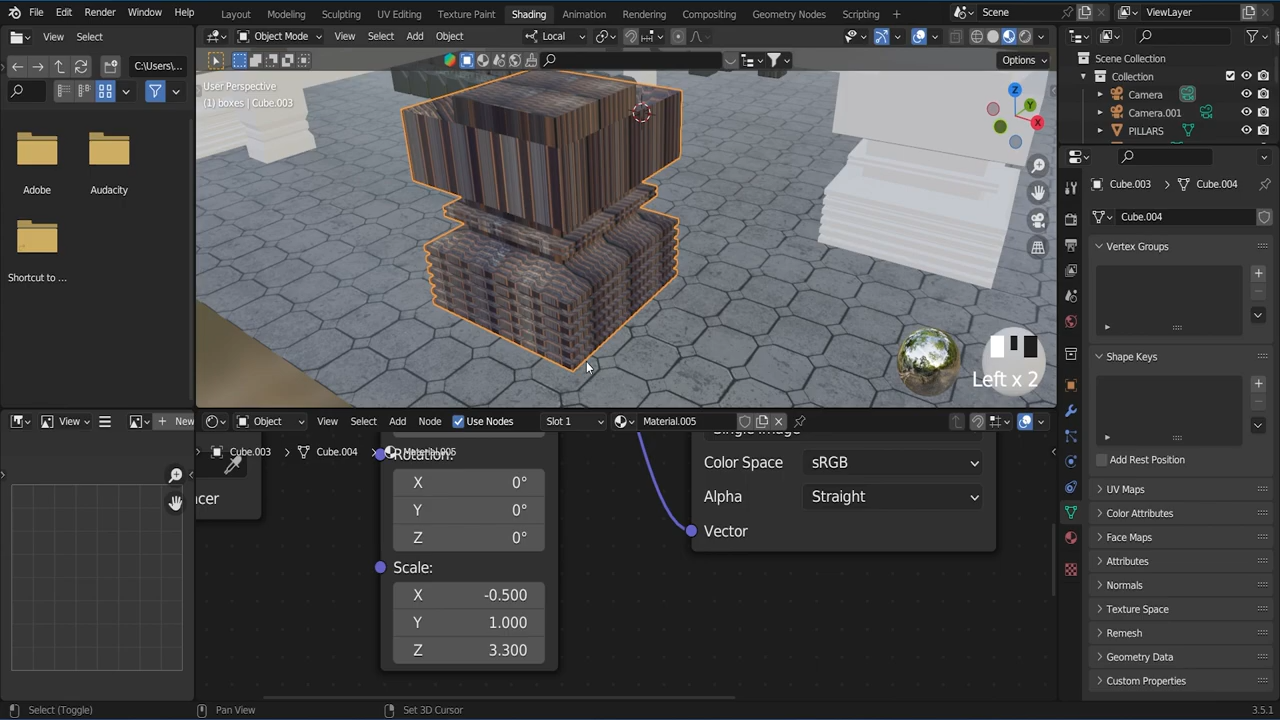 File Edit Render Window Help Layout Modeling Sculpting UV Editing Texture Paint Shading Animation Rendering Compositing Geometry Nodes Scripting Scene ViewLayer
View Select
Object Mode View Select Add Object Local
C:\Users\...
Options
User Perspective
(1) boxes | Cube.003
Adobe
Audacity
Shortcut to ...
Z
Y
X
Left x 2
Scene Collection
Collection
Camera
Camera.001
PILLARS
Cube.003 Cube.004
Cube.004
Vertex Groups
Shape Keys
Add Rest Position
UV Maps
Color Attributes
Face Maps
Attributes
Normals
Texture Space
Remesh
Geometry Data
Custom Properties
View New
Object View Select Add Node Use Nodes Slot 1 Material.005
Cube.003 Cube.004 Material.005
Rotation:
X 0°
Y 0°
Z 0°
Scale:
X -0.500
Y 1.000
Z 3.300
Single Image
Color Space sRGB
Alpha Straight
Vector
Select (Toggle) Pan View Set 3D Cursor 3.5.1